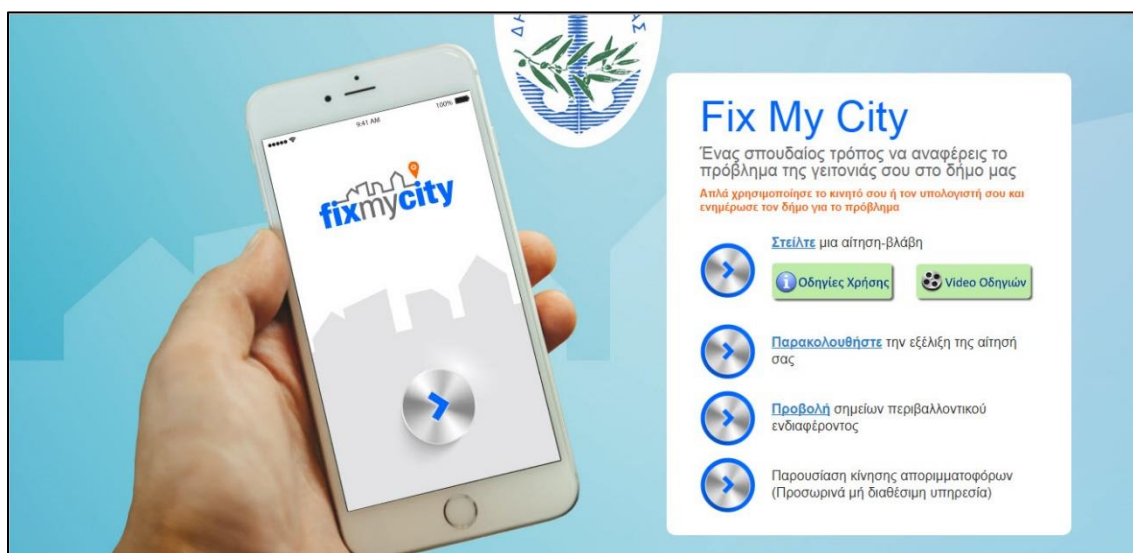 100%
9:41 AM
fixmycity
Fix My City
Ένας σπουδαίος τρόπος να αναφέρεις το
πρόβλημα της γειτονιάς σου στο δήμο μας
Απλά χρησιμοποίησε το κινητό σου ή τον υπολογιστή σου και
ενημέρωσε τον δήμο για το πρόβλημα
Στείλτε μια αίτηση-βλάβη
Οδηγίες Χρήσης
Video Οδηγιών
Παρακολουθήστε την εξέλιξη της αίτησή
σας
Προβολή σημείων περιβαλλοντικού
ενδιαφέροντος
Παρουσίαση κίνησης αποριμματοφόρων
(Προσωρινά μή διαθέσιμη υπηρεσία)